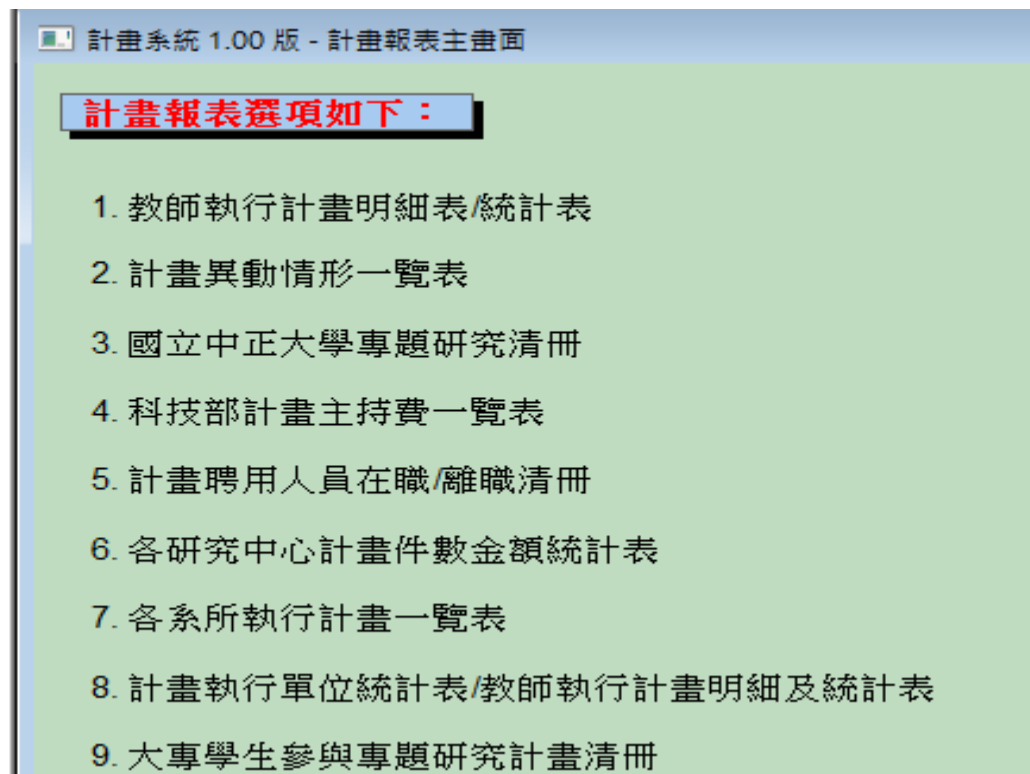 計畫系統 1.00 版 - 計畫報表主畫面
計畫報表選項如下：
1. 教師執行計畫明細表/統計表
2. 計畫異動情形一覽表
3. 國立中正大學專題研究清冊
4. 科技部計畫主持費一覽表
5. 計畫聘用人員在職/離職清冊
6. 各研究中心計畫件數金額統計表
7. 各系所執行計畫一覽表
8. 計畫執行單位統計表/教師執行計畫明細及統計表
9. 大專學生參與專題研究計畫清冊